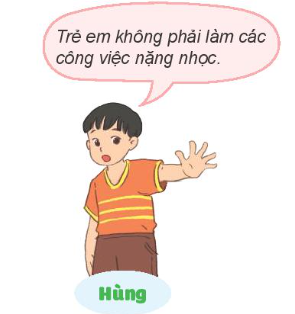 Trẻ em không phải làm các
công việc nặng nhọc.
Hùng